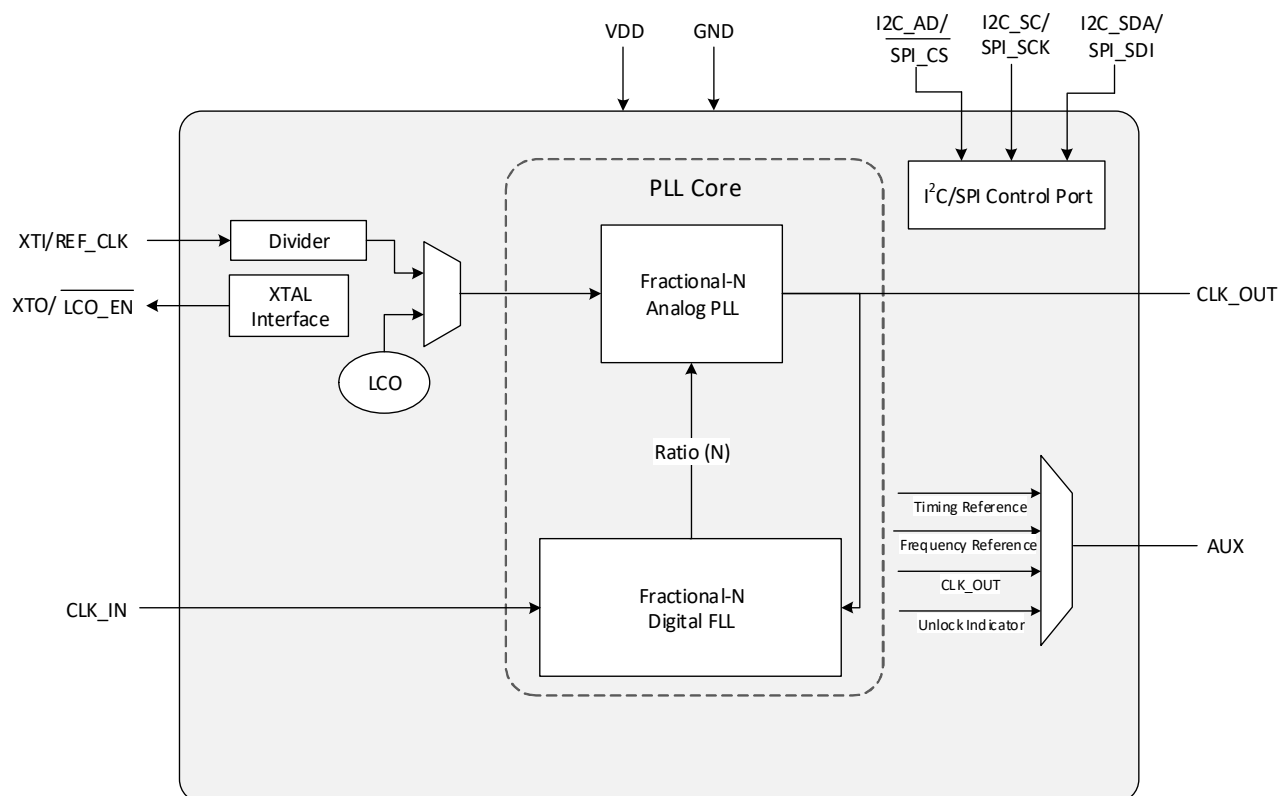 VDD
GND
I2C_AD/
SPI_CS
I2C_SC/
SPI_SCK
I2C_SDA/
SPI_SDI
I²C/SPI Control Port
PLL Core
XTI/REF_CLK
Divider
XTO/ LCO_EN
XTAL
Interface
LCO
Fractional-N
Analog PLL
CLK_OUT
Ratio (N)
Timing Reference
Frequency Reference
CLK_OUT
Unlock Indicator
AUX
CLK_IN
Fractional-N
Digital FLL